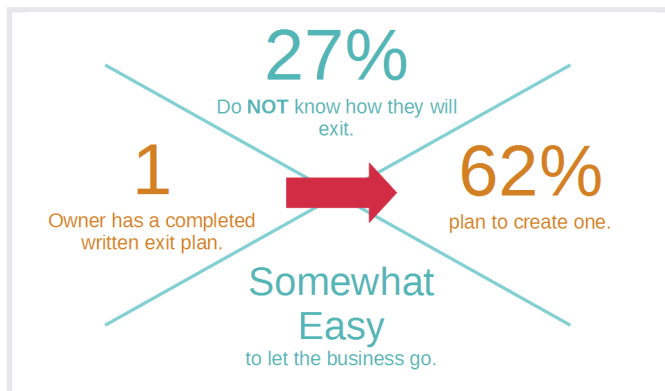 27%
Do NOT know how they will
exit.
1
Owner has a completed
written exit plan.
62%
plan to create one.
Somewhat
Easy
to let the business go.